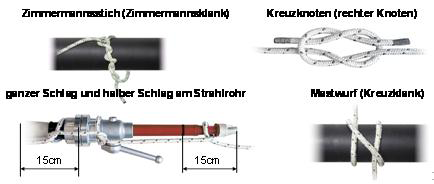 Zimmermannsstich (Zimmermannsklank)
Kreuzknoten (rechter Knoten)
ganzer Schlag und halber Schlag am Strahlrohr
Mastwurf (Kreuzklank)
15cm
15cm